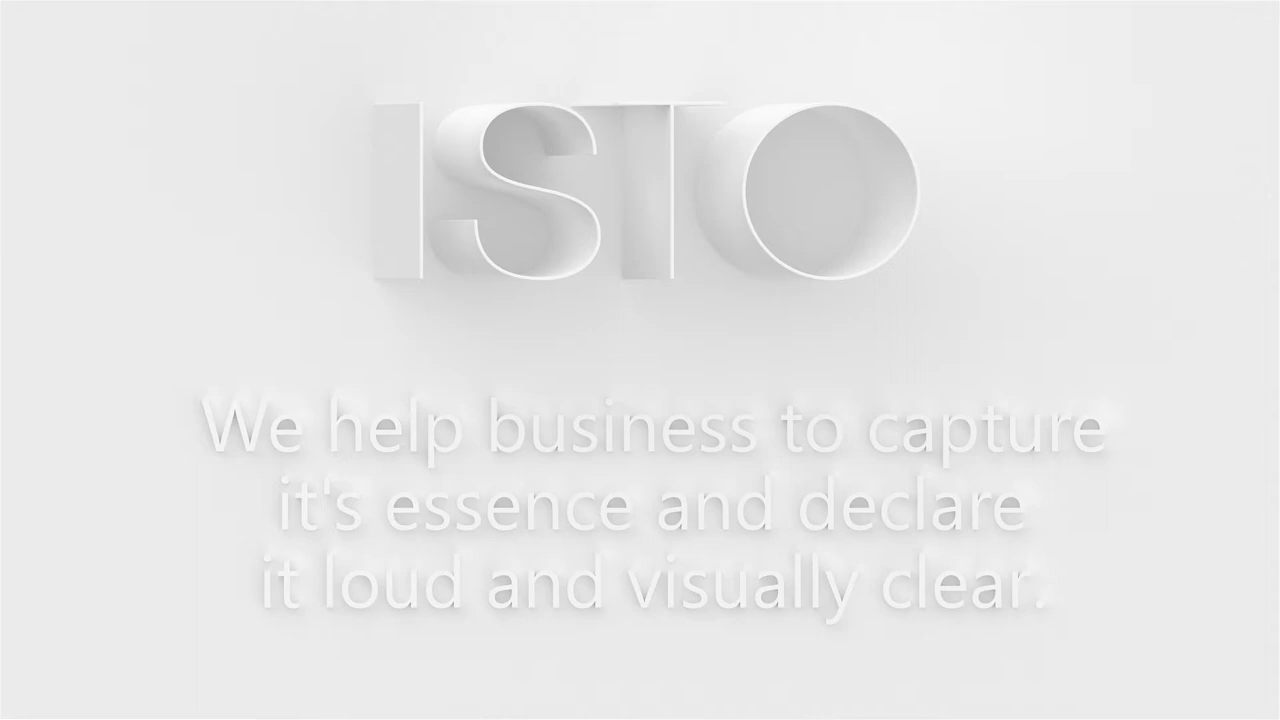 ISTO
We help business to capture
it's essence and declare
it loud and visually clear.